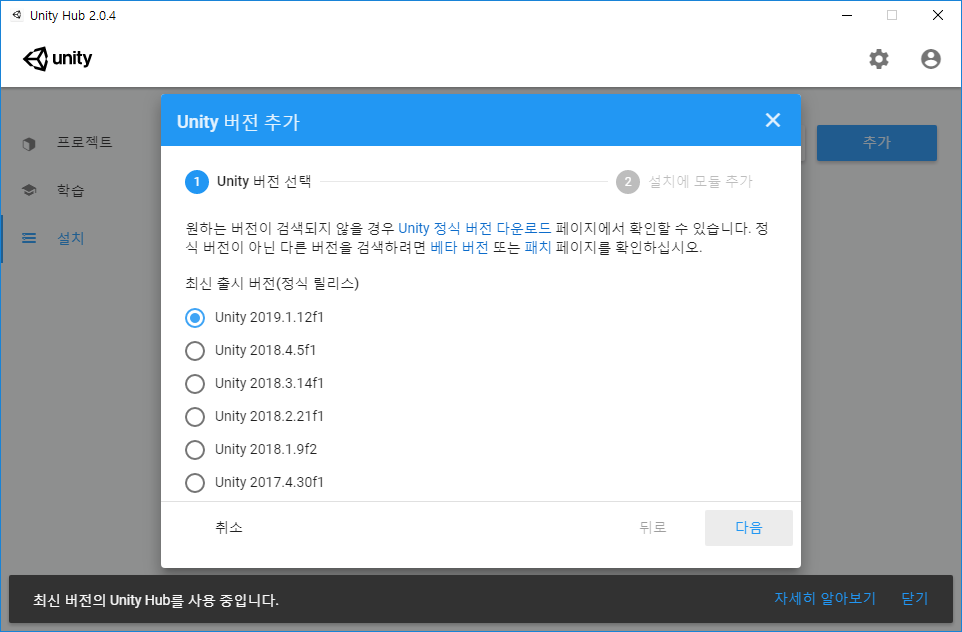 Unity Hub 2.0.4
unity
프로젝트
학습
설치
추가
Unity 버전 추가
1 Unity 버전 선택
2 설치에 모듈 추가
원하는 버전이 검색되지 않을 경우 Unity 정식 버전 다운로드 페이지에서 확인할 수 있습니다. 정
식 버전이 아닌 다른 버전을 검색하려면 베타 버전 또는 패치 페이지를 확인하십시오.
최신 출시 버전(정식 릴리스)
Unity 2019.1.12f1
Unity 2018.4.5f1
Unity 2018.3.14f1
Unity 2018.2.21f1
Unity 2018.1.9f2
Unity 2017.4.30f1
취소
뒤로
다음
최신 버전의 Unity Hub를 사용 중입니다.
자세히 알아보기
닫기